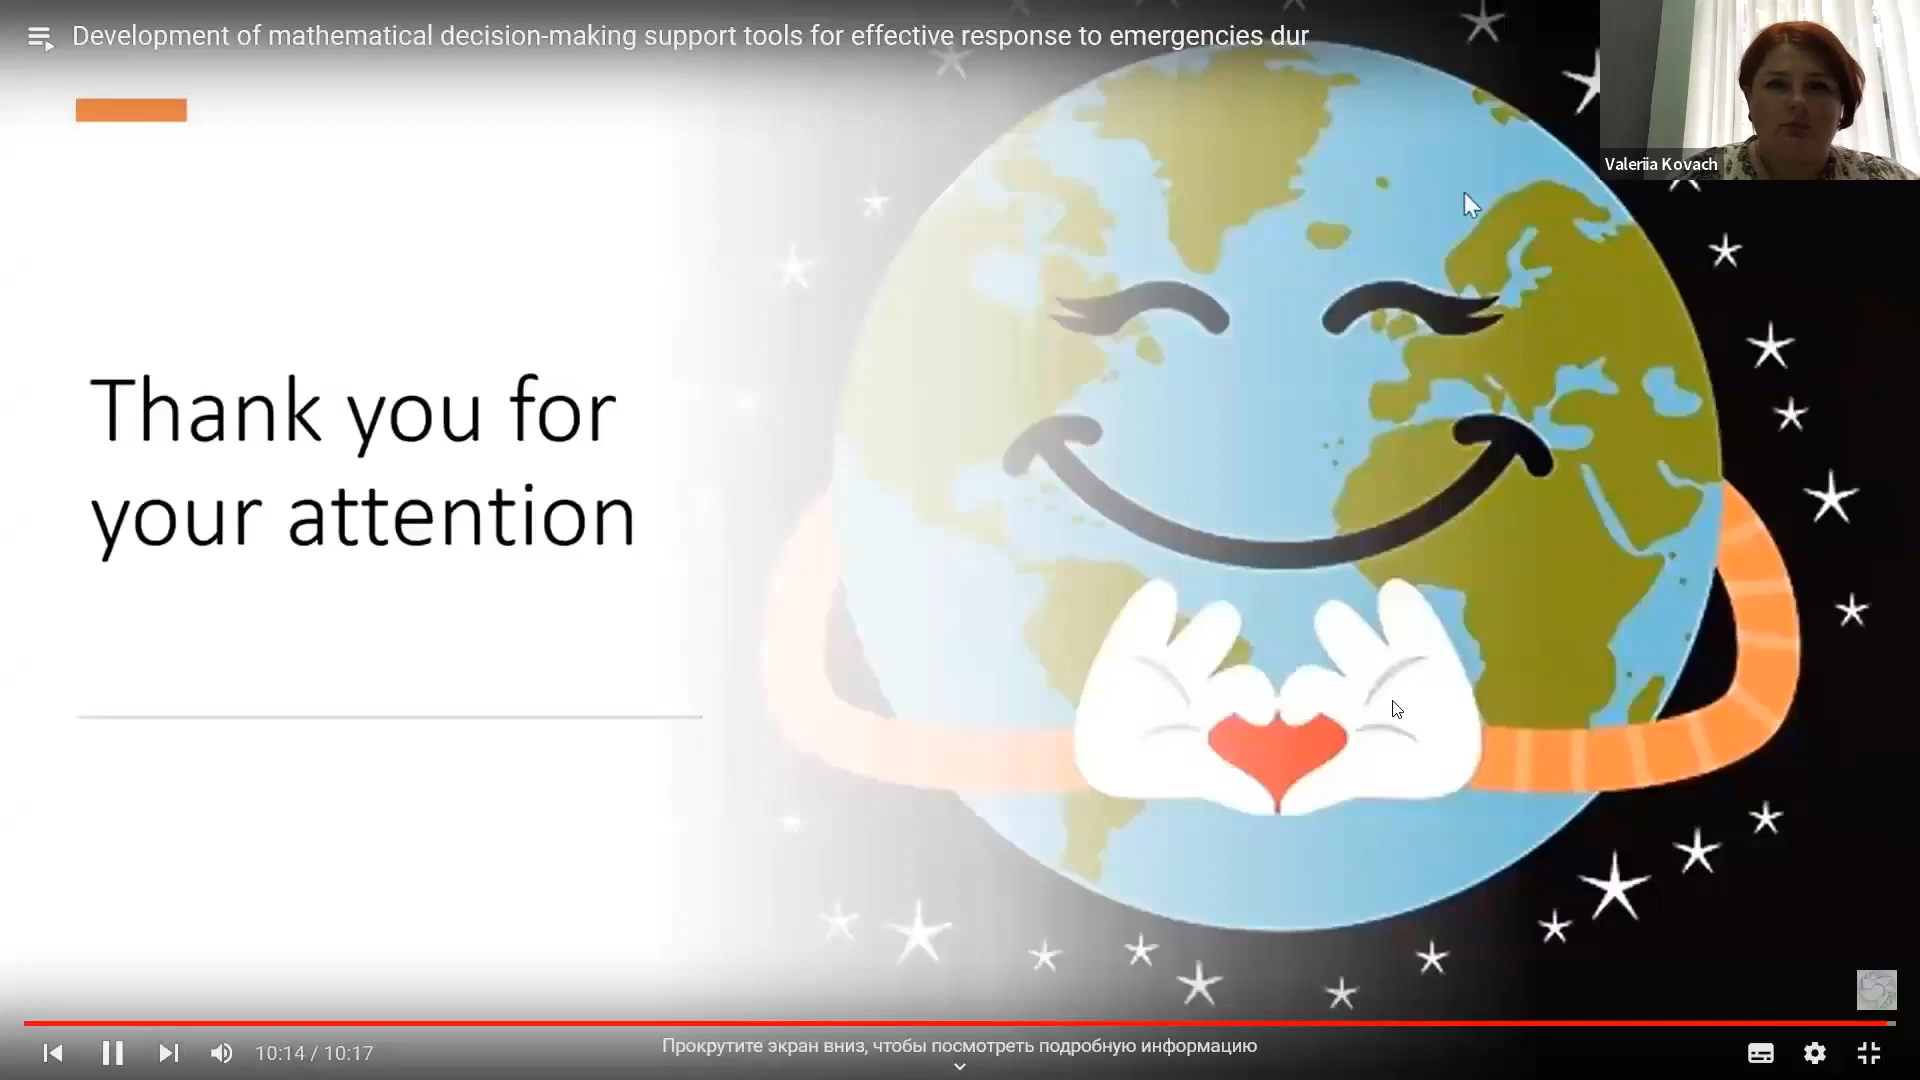 Development of mathematical decision-making support tools for effective response to emergencies dur
Valeriia Kovach
Thank you for
your attention
10:14 / 10:17
Прокрутите экран вниз, чтобы посмотреть подробную информацию